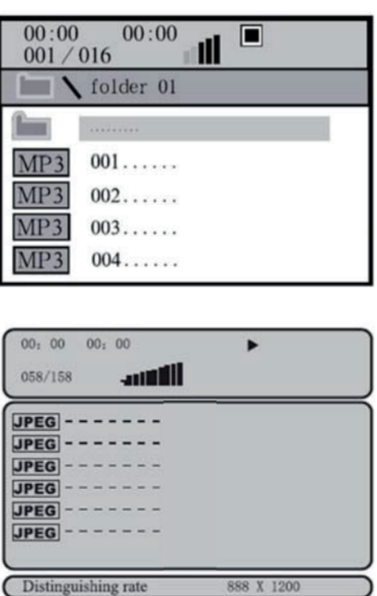 00:00 00:00
001/016
folder 01
.........
MP3 001......
MP3 002......
MP3 003......
MP3 004......
00: 00 00: 00
058/158
JPEG -------
JPEG -------
JPEG -------
JPEG -------
JPEG -------
JPEG -------
Distinguishing rate 888 X 1200